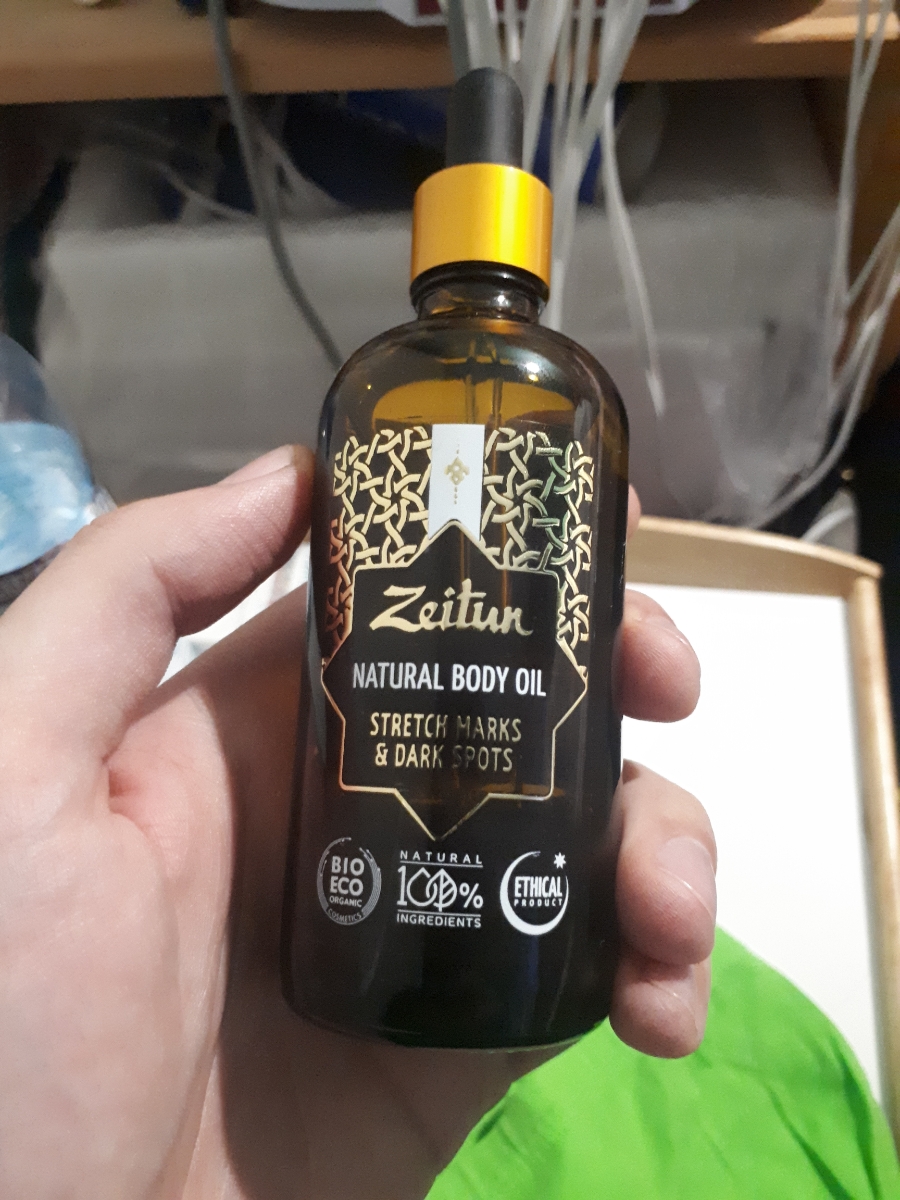 Zeitun
NATURAL BODY OIL
STRETCH MARKS
& DARK SPOTS
BIO
ECO
ORGANIC
COSMETICS
NATURAL
100%
INGREDIENTS
ETHICAL
PRODUCT